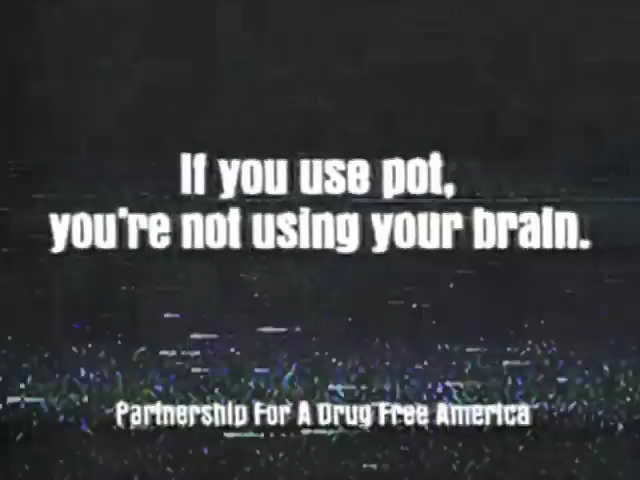 If you use pot,
you're not using your brain.
Partnership For A Drug Free America